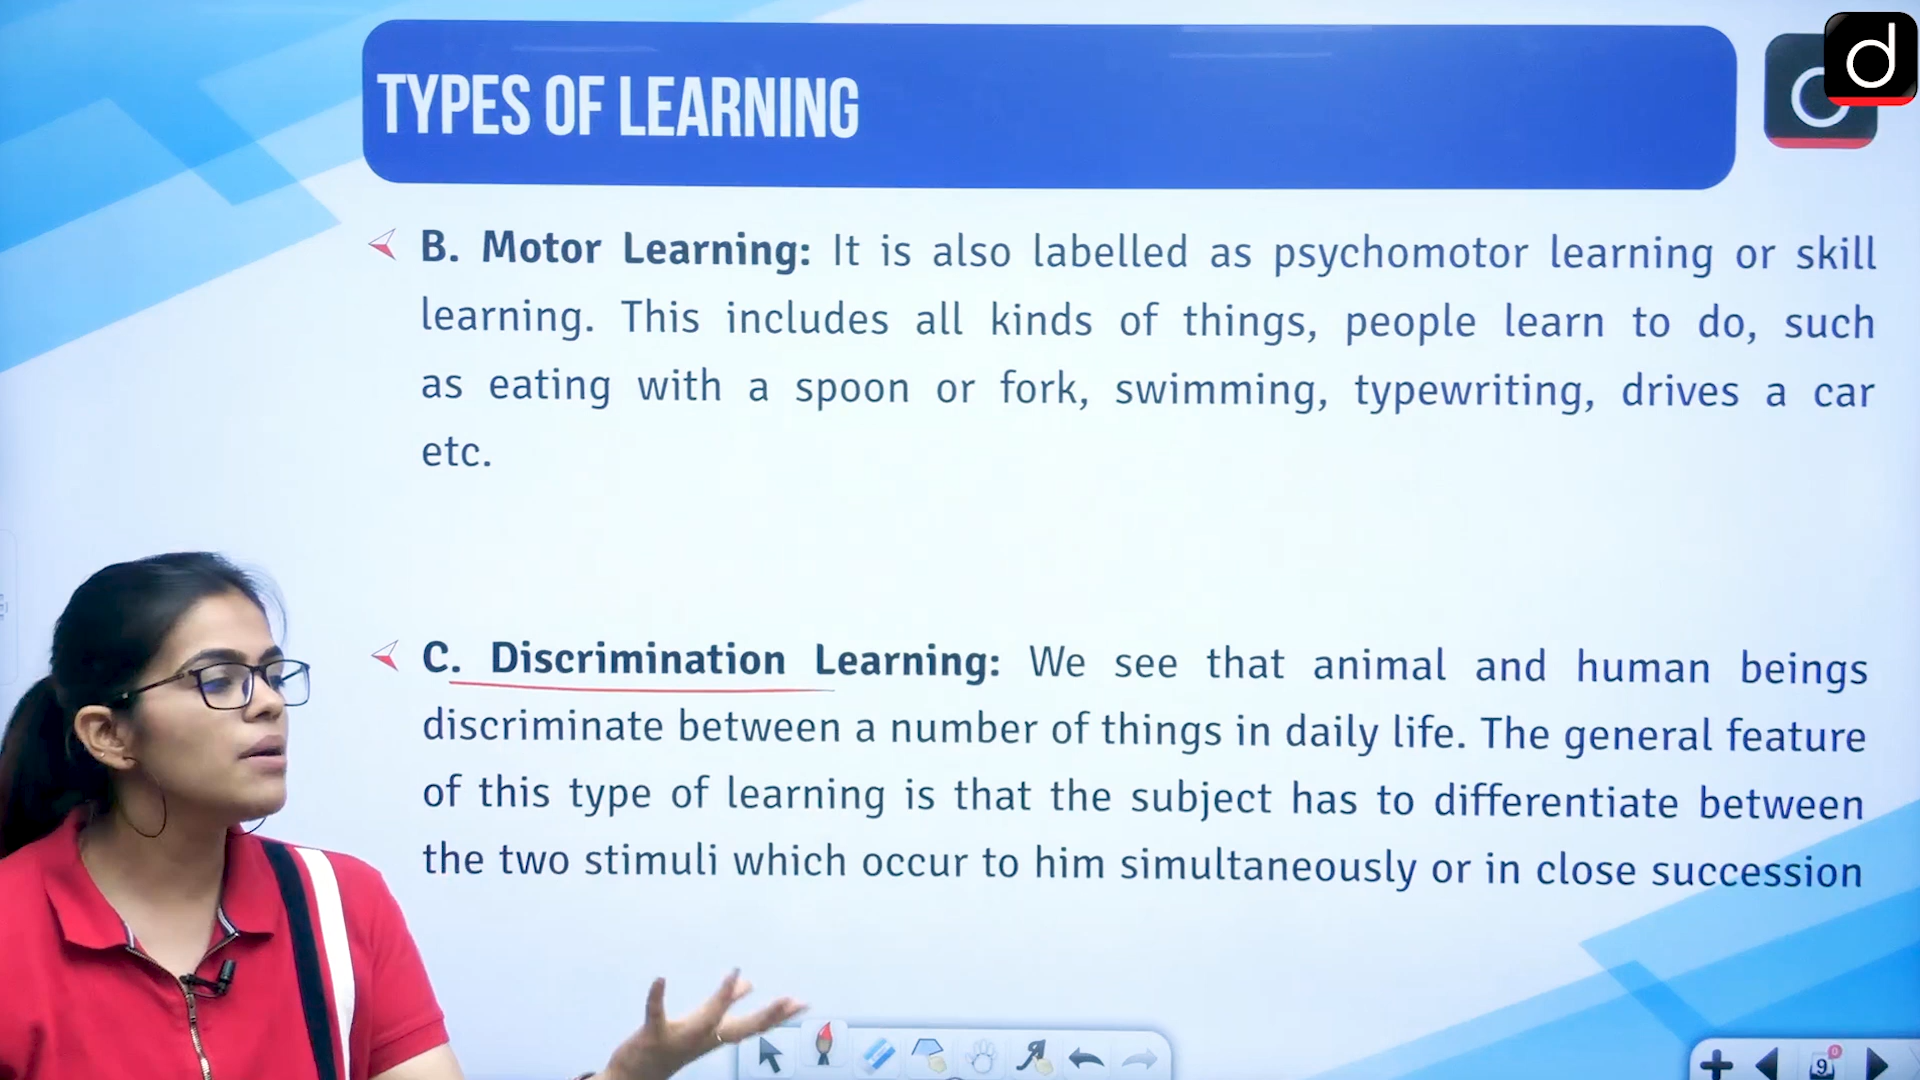 TYPES OF LEARNING
d
B. Motor Learning: It is also labelled as psychomotor learning or skill
learning. This includes all kinds of things, people learn to do, such
as eating with a spoon or fork, swimming, typewriting, drives a car
etc.
C. Discrimination Learning: We see that animal and human beings
discriminate between a number of things in daily life. The general feature
of this type of learning is that the subject has to differentiate between
the two stimuli which occur to him simultaneously or in close succession
9
0